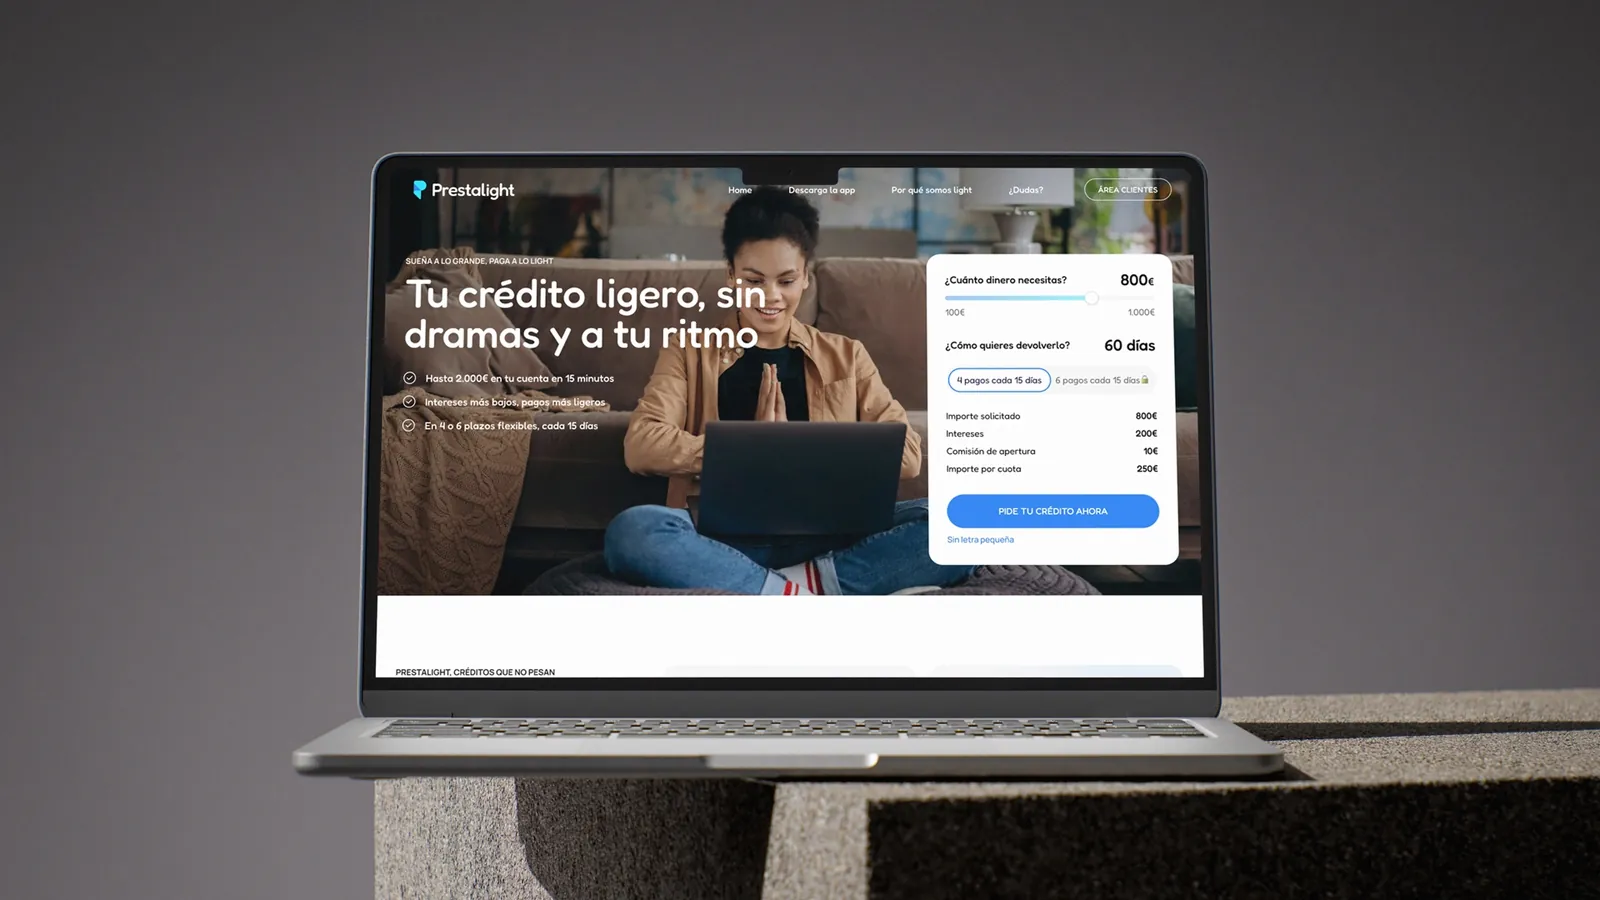 Prestalight
Home
Descarga la app
Por qué somos light
¿Dudas?
ÁREA CLIENTES
SUEÑA A LO GRANDE, PAGA A LO LIGHT
Tu crédito ligero, sin
dramas y a tu ritmo
Hasta 2.000€ en tu cuenta en 15 minutos
Intereses más bajos, pagos más ligeros
En 4 o 6 plazos flexibles, cada 15 días
¿Cuánto dinero necesitas? 800€
100€ 1.000€
¿Cómo quieres devolverlo? 60 días
4 pagos cada 15 días 6 pagos cada 15 días
Importe solicitado 800€
Intereses 200€
Comisión de apertura 10€
Importe por cuota 250€
PIDE TU CRÉDITO AHORA
Sin letra pequeña
PRESTALIGHT, CRÉDITOS QUE NO PESAN